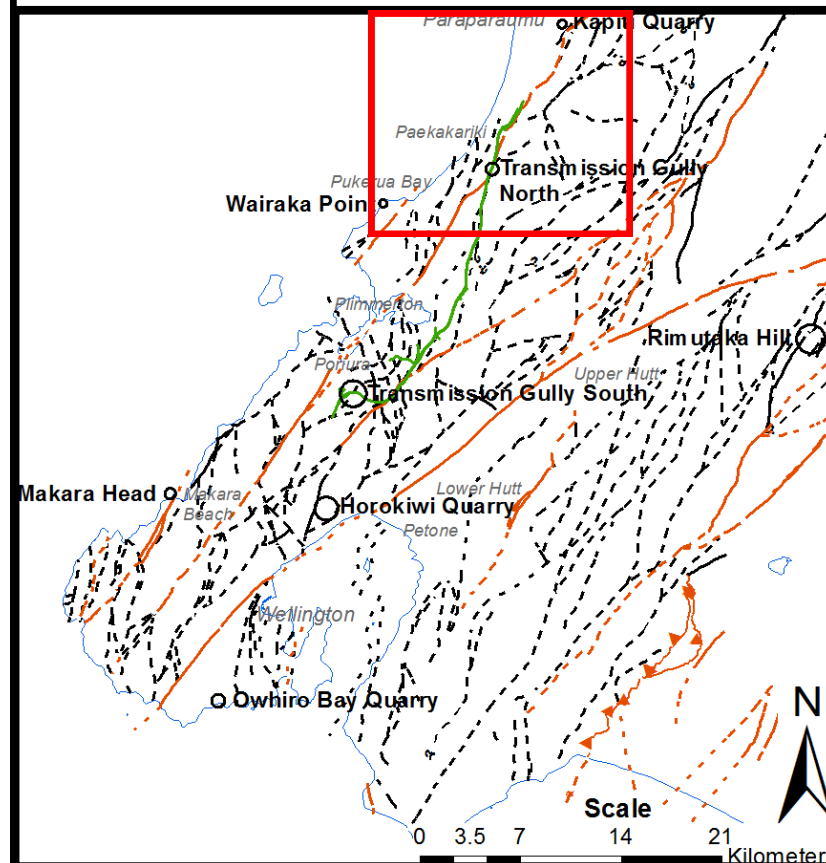 Paraparaumu
Kapiti Quarry
Paekakariki
Transmission Gully
North
Pukerua Bay
Wairaka Point
Plimmerton
Rimutaka Hill
Porirua
Upper Hutt
Transmission Gully South
Makara Head
Makara
Beach
Lower Hutt
Horokiwi Quarry
Petone
Wellington
Owhiro Bay Quarry
N
Scale
0 3.5 7 14 21
Kilometer